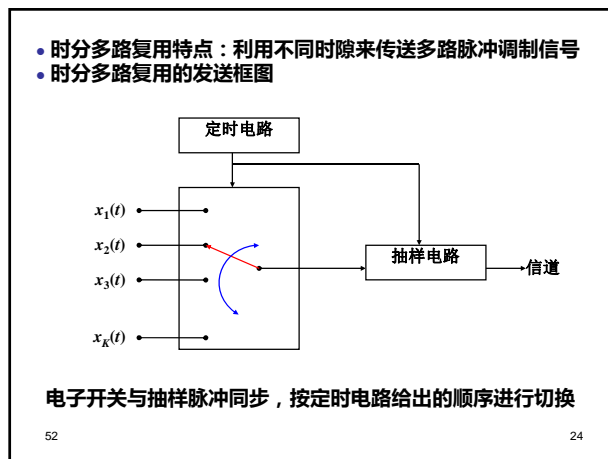 • 时分多路复用特点：利用不同时隙来传送多路脉冲调制信号
• 时分多路复用的发送框图
定时电路
x1(t)
x2(t)
抽样电路
信道
x3(t)
xK(t)
电子开关与抽样脉冲同步，按定时电路给出的顺序进行切换
52
24